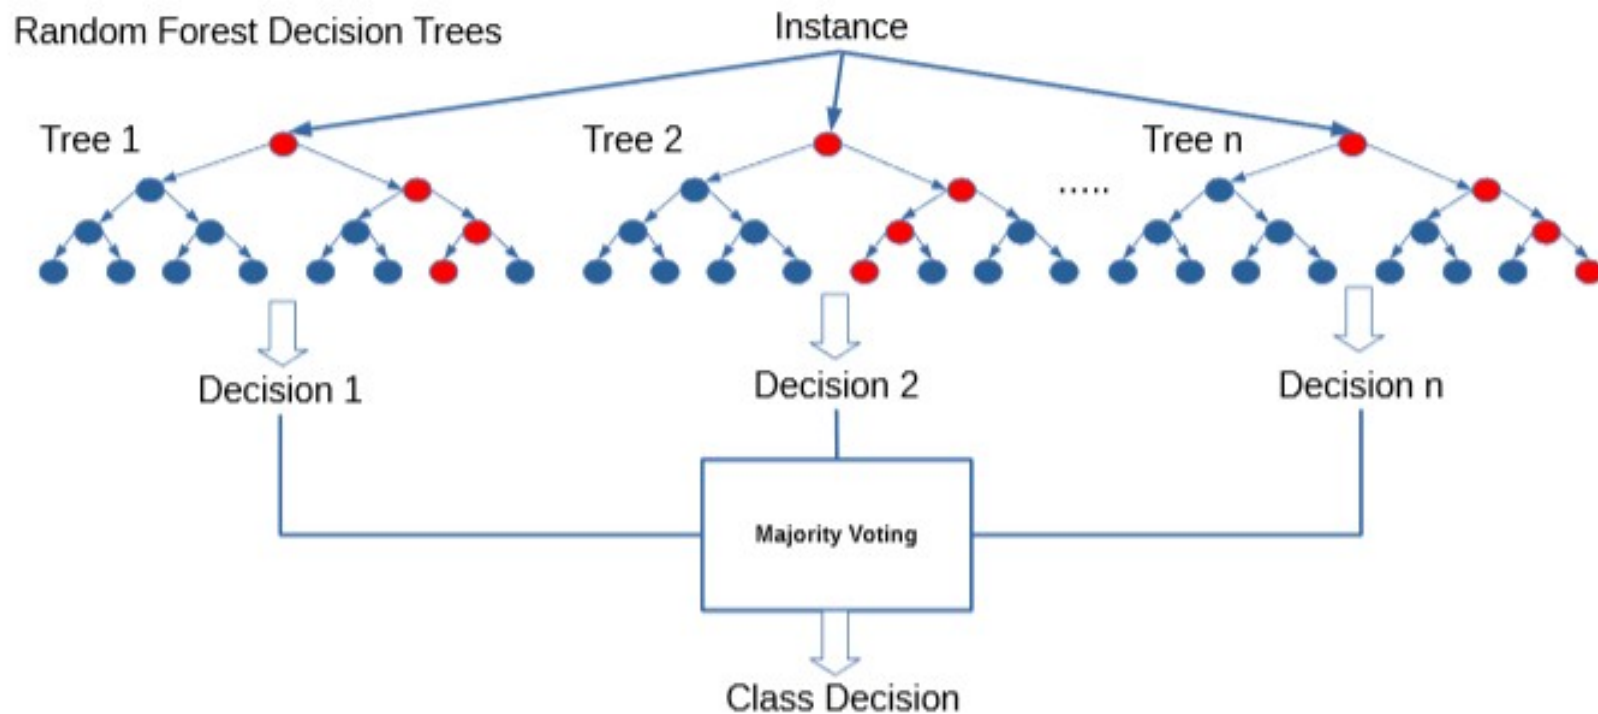 Random Forest Decision Trees
Instance
Tree 1
Tree 2
.....
Tree n
Decision 1
Decision 2
Decision n
Majority Voting
Class Decision